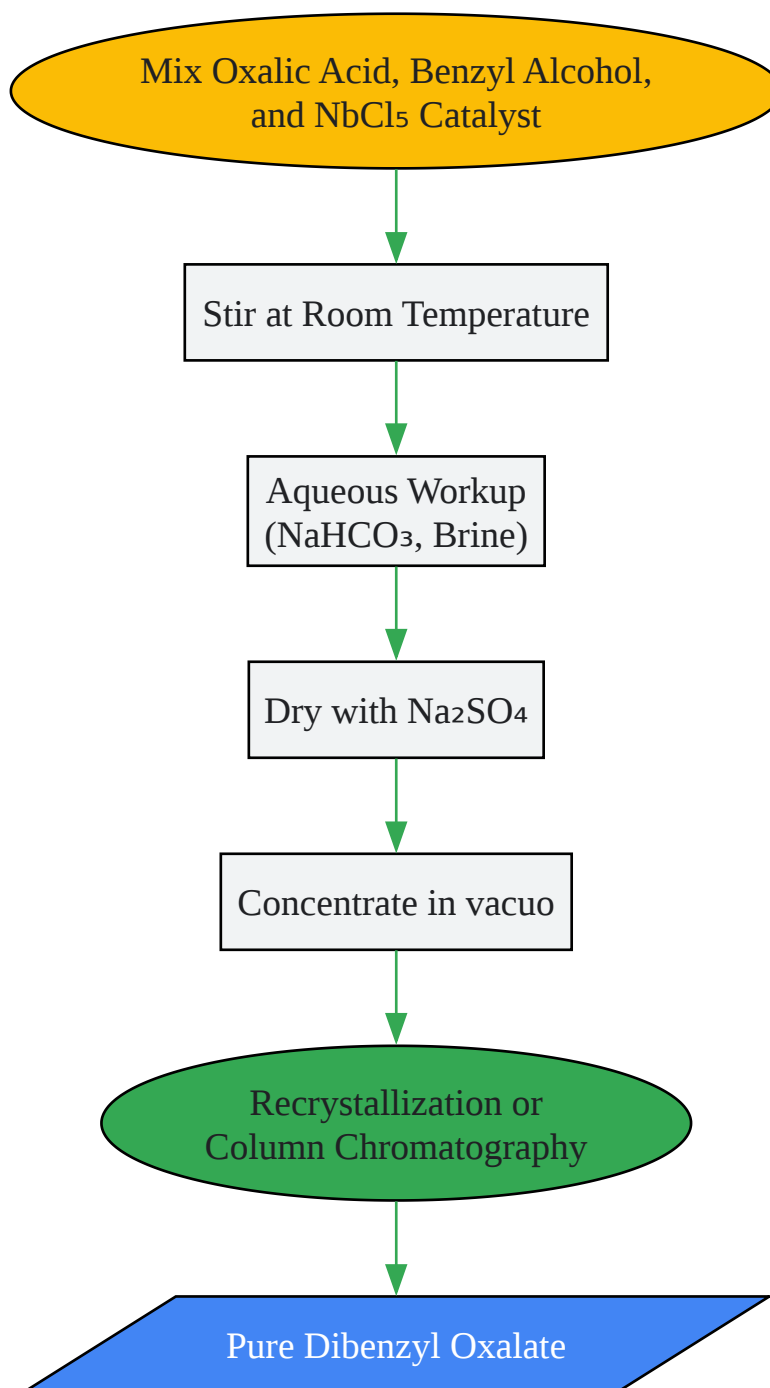 Mix Oxalic Acid, Benzyl Alcohol,
and NbCl₅ Catalyst
Stir at Room Temperature
Aqueous Workup
(NaHCO₃, Brine)
Dry with Na₂SO₄
Concentrate in vacuo
Recrystallization or
Column Chromatography
Pure Dibenzyl Oxalate